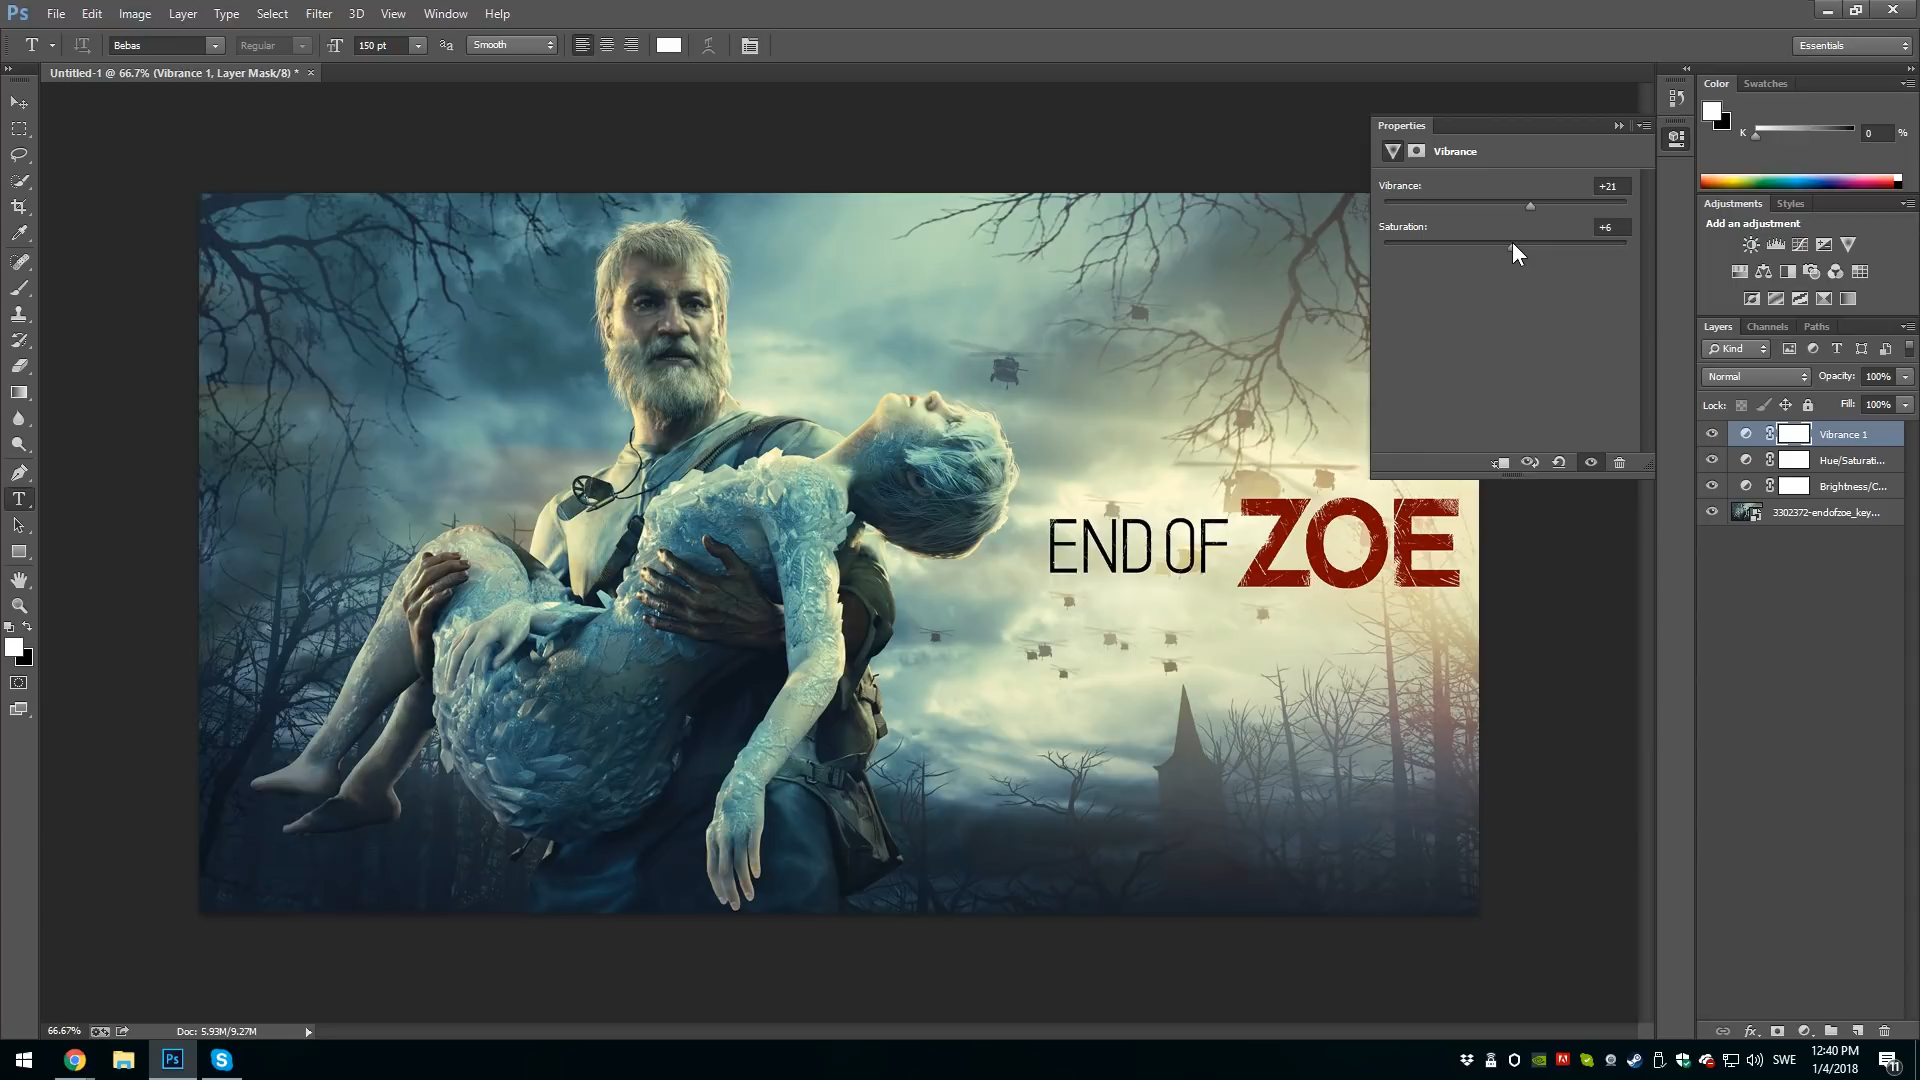 Ps File Edit Image Layer Type Select Filter 3D View Window Help
T Bebas Regular 150 pt aa Smooth Essentials
Untitled-1 @ 66.7% (Vibrance 1, Layer Mask/8) * ×
Color Swatches
K 0 %
Properties
Vibrance
Vibrance: +21
Saturation: +6
Adjustments Styles
Add an adjustment
Layers Channels Paths
Kind
Normal Opacity: 100%
Lock: Fill: 100%
Vibrance 1
Hue/Saturati...
Brightness/C...
3302372-endofzoe_key...
END OF ZOE
66.67% Doc: 5.93M/9.27M
Ps SWE 12:40 PM
1/4/2018
11